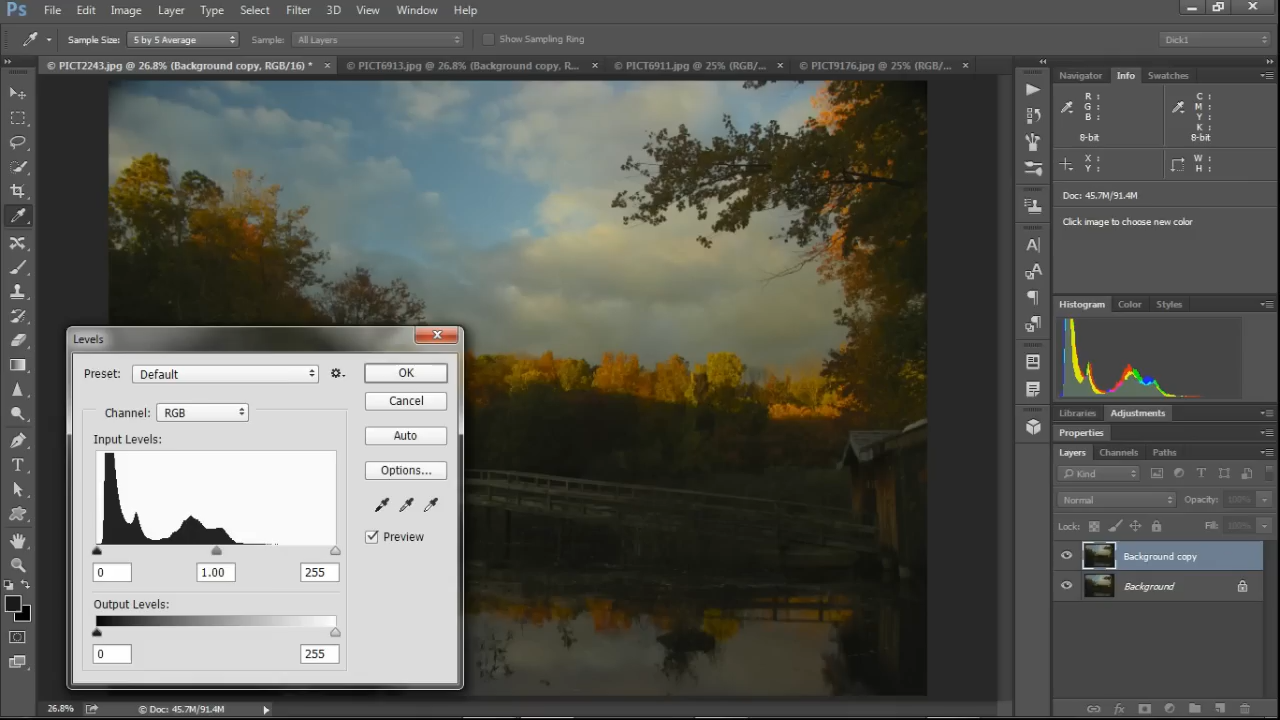 Ps File Edit Image Layer Type Select Filter 3D View Window Help
Sample Size: 5 by 5 Average Sample: All Layers Show Sampling Ring Dick1
PICT2243.jpg @ 26.8% (Background copy, RGB/16) * × PICT6913.jpg @ 26.8% (Background copy, R... × PICT6911.jpg @ 25% (RGB/... × PICT9176.jpg @ 25% (RGB/... ×
Navigator Info Swatches
R : C :
G : M :
B : Y :
K :
8-bit 8-bit
X : W :
Y : H :
Doc: 45.7M/91.4M
Click image to choose new color
Histogram Color Styles
Libraries Adjustments
Properties
Layers Channels Paths
Kind
Normal Opacity: 100%
Lock: Fill: 100%
Background copy
Background
Levels
Preset: Default OK
Cancel
Channel: RGB
Auto
Input Levels:
Options...
Preview
0 1.00 255
Output Levels:
0 255
26.8% Doc: 45.7M/91.4M